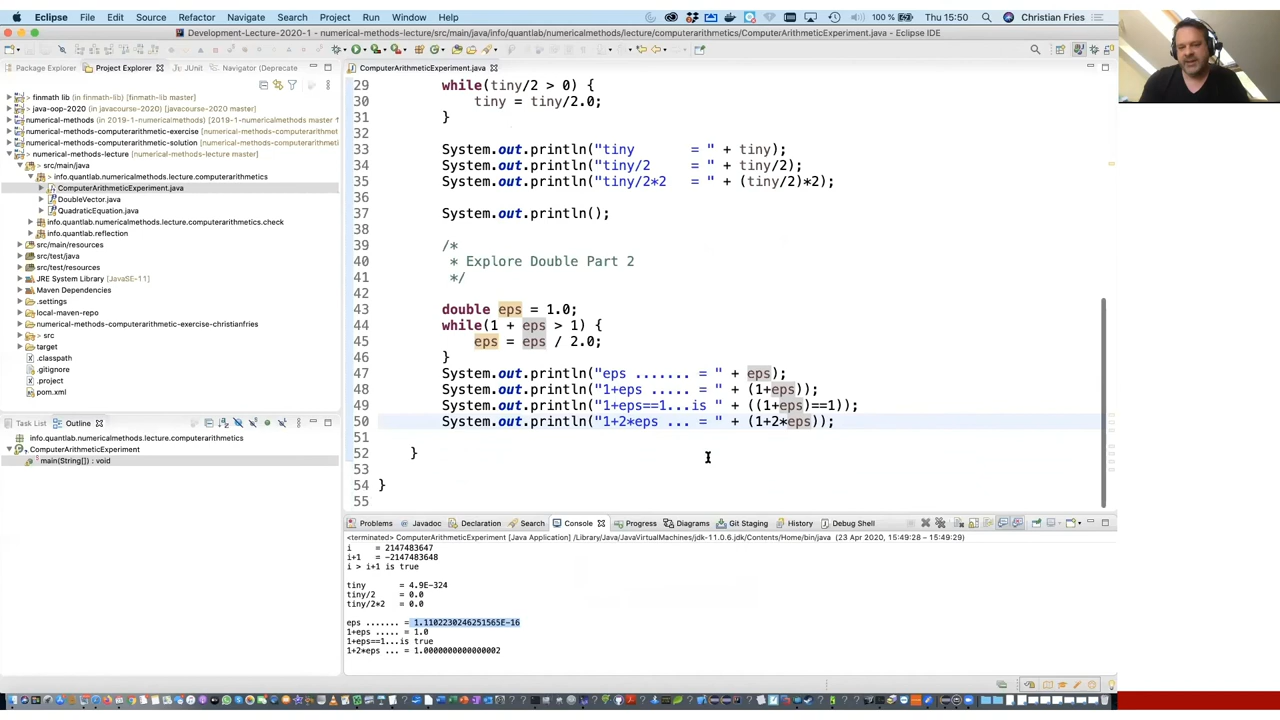 Eclipse File Edit Source Refactor Navigate Search Project Run Window Help 100 % Thu 15:50 Christian Fries
Development-Lecture-2020-1 - numerical-methods-lecture/src/main/java/info/quantlab/numericalmethods/lecture/computerarithmetics/ComputerArithmeticExperiment.java - Eclipse IDE
Package Explorer Project Explorer JUnit Navigator (Deprecate
finmath lib (in finmath-lib) [finmath-lib master]
java-oop-2020 (in javacourse-2020) [javacourse-2020 master]
numerical-methods (in 2019-1-numericalmethods) [2019-1-numericalmethods master
numerical-methods-computerarithmetic-exercise [numerical-methods-computerarithmet
numerical-methods-computerarithmetic-solution [numerical-methods-computerarithmeti
numerical-methods-lecture [numerical-methods-lecture master]
src/main/java
info.quantlab.numericalmethods.lecture.computerarithmetics
ComputerArithmeticExperiment.java
DoubleVector.java
QuadraticEquation.java
info.quantlab.numericalmethods.lecture.computerarithmetics.check
info.quantlab.reflection
src/main/resources
src/test/java
src/test/resources
JRE System Library [JavaSE-11]
Maven Dependencies
.settings
local-maven-repo
numerical-methods-computerarithmetic-exercise-christianfries
src
target
.classpath
.gitignore
.project
pom.xml
Task List Outline
info.quantlab.numericalmethods.lecture.computerarithmetics
ComputerArithmeticExperiment
main(String[]) : void
ComputerArithmeticExperiment.java
29 while(tiny/2 > 0) {
30 tiny = tiny/2.0;
31 }
32
33 System.out.println("tiny = " + tiny);
34 System.out.println("tiny/2 = " + tiny/2);
35 System.out.println("tiny/2*2 = " + (tiny/2)*2);
36
37 System.out.println();
38
39 /*
40 * Explore Double Part 2
41 */
42
43 double eps = 1.0;
44 while(1 + eps > 1) {
45 eps = eps / 2.0;
46 }
47 System.out.println("eps ....... = " + eps);
48 System.out.println("1+eps ..... = " + (1+eps));
49 System.out.println("1+eps==1...is " + ((1+eps)==1));
50 System.out.println("1+2*eps ... = " + (1+2*eps));
51
52 }
53
54 }
55
Problems Javadoc Declaration Search Console Progress Diagrams Git Staging History Debug Shell
<terminated> ComputerArithmeticExperiment [Java Application] /Library/Java/JavaVirtualMachines/jdk-11.0.6.jdk/Contents/Home/bin/java (23 Apr 2020, 15:49:28 – 15:49:29)
i = 2147483647
i+1 = -2147483648
i > i+1 is true
tiny = 4.9E-324
tiny/2 = 0.0
tiny/2*2 = 0.0
eps ....... = 1.1102230246251565E-16
1+eps ..... = 1.0
1+eps==1...is true
1+2*eps ... = 1.0000000000000002